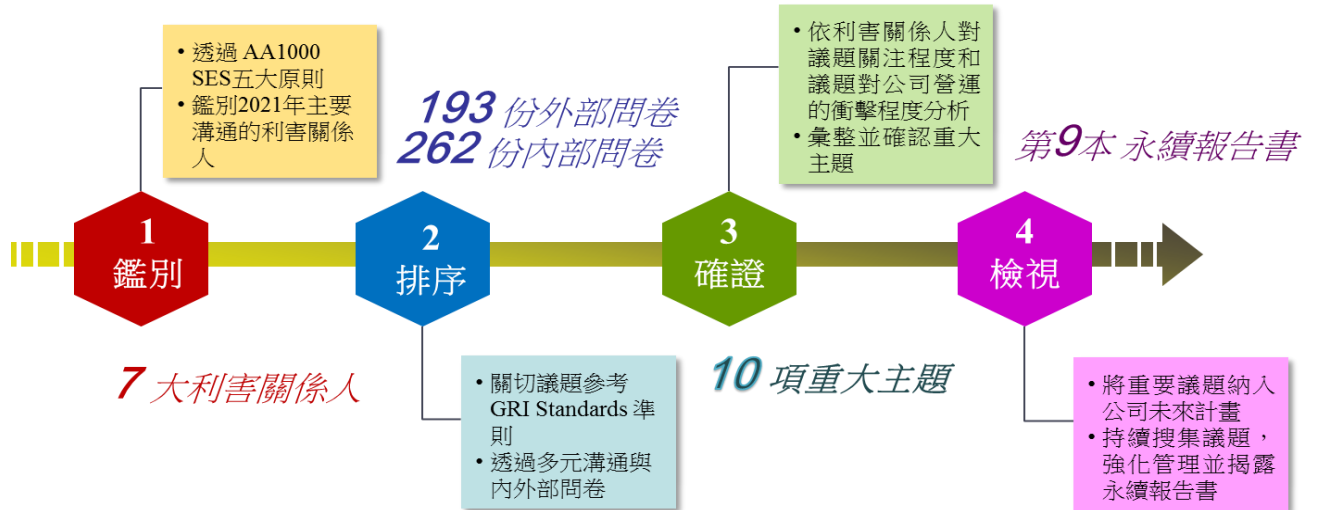 • 透過 AA1000
SES五大原則
• 鑑別2021年主要
溝通的利害關係
人
1
鑑別
7 大利害關係人
193 份外部問卷
262 份內部問卷
2
排序
• 關切議題參考
GRI Standards 準
則
• 透過多元溝通與
內外部問卷
• 依利害關係人對
議題關注程度和
議題對公司營運
的衝擊程度分析
• 彙整並確認重大
主題
3
確證
10 項重大主題
第9本 永續報告書
4
檢視
• 將重要議題納入
公司未來計畫
• 持續搜集議題，
強化管理並揭露
永續報告書